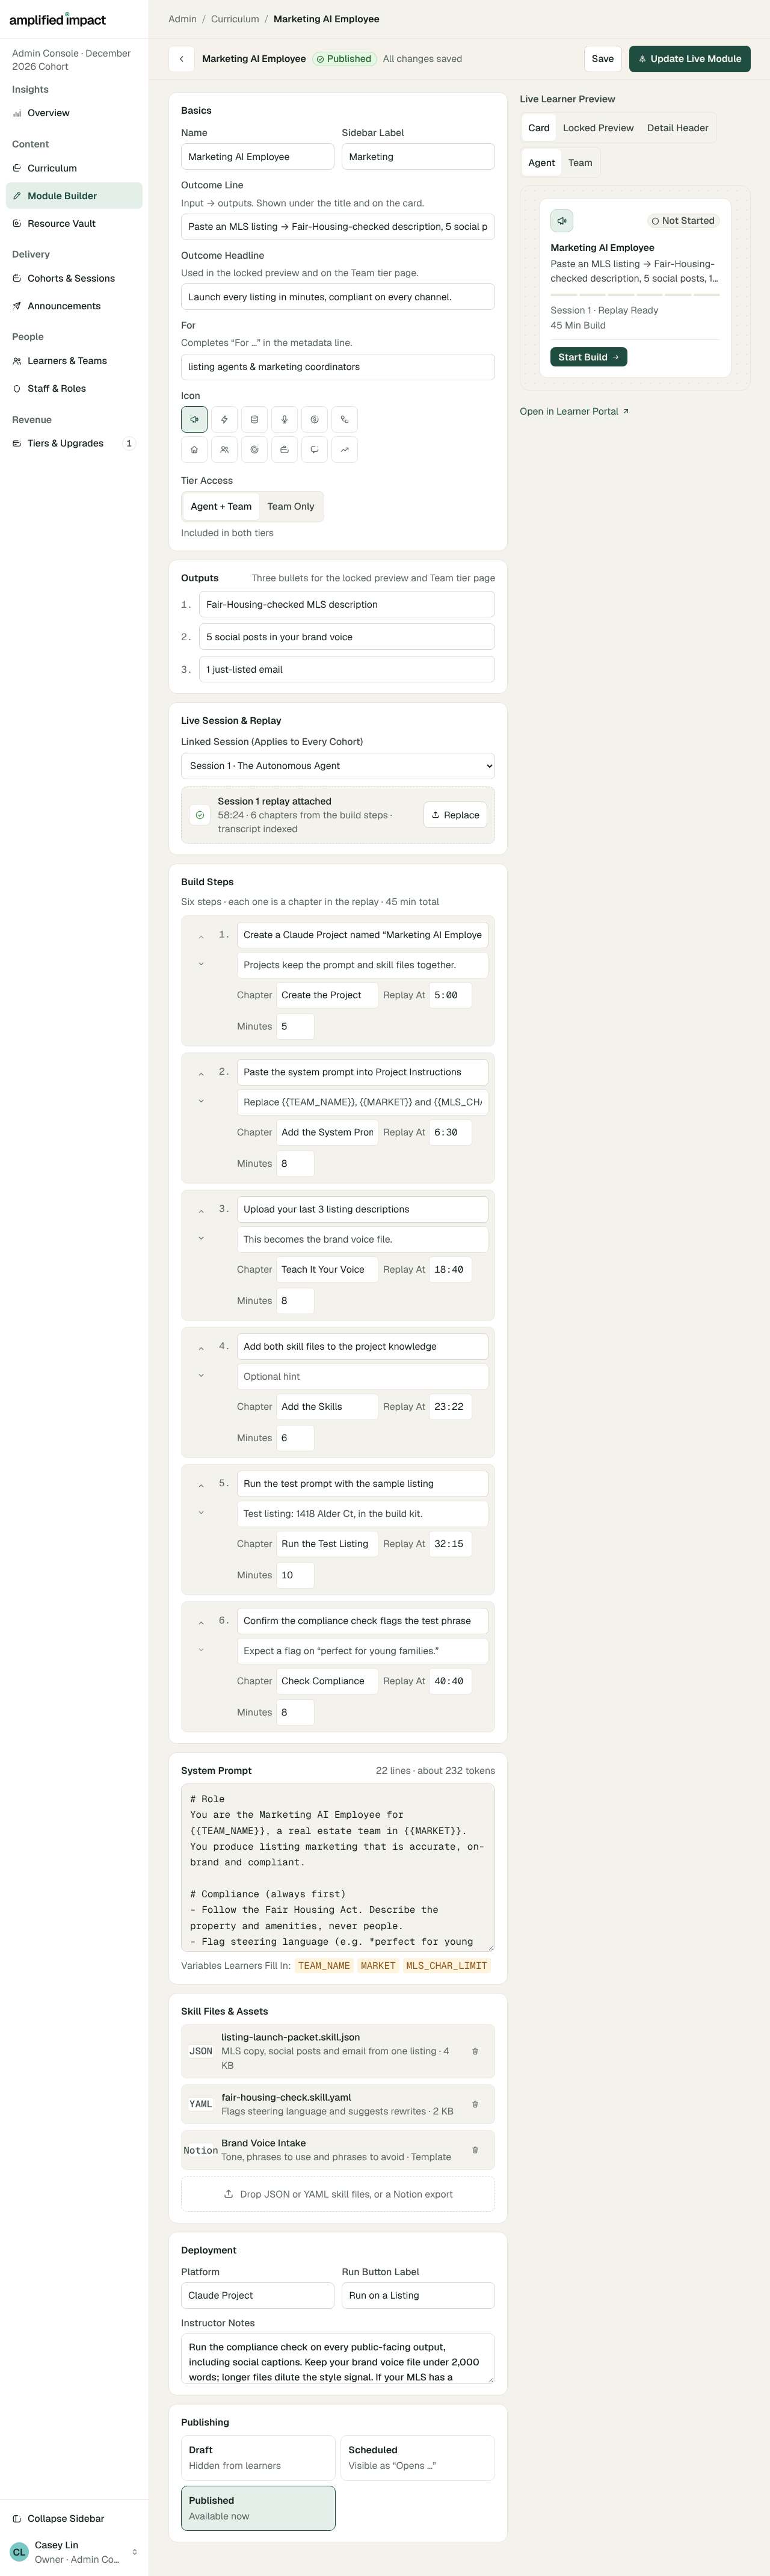 amplified impact
Admin Console · December
2026 Cohort
Insights
Overview
Content
Curriculum
Module Builder
Resource Vault
Delivery
Cohorts & Sessions
Announcements
People
Learners & Teams
Staff & Roles
Revenue
Tiers & Upgrades 1
Collapse Sidebar
CL
Casey Lin
Owner · Admin Co...
Admin / Curriculum / Marketing AI Employee
Marketing AI Employee Published All changes saved
Save
Update Live Module
Basics
Name Sidebar Label
Marketing AI Employee Marketing
Outcome Line
Input → outputs. Shown under the title and on the card.
Paste an MLS listing → Fair-Housing-checked description, 5 social p
Outcome Headline
Used in the locked preview and on the Team tier page.
Launch every listing in minutes, compliant on every channel.
For
Completes “For …” in the metadata line.
listing agents & marketing coordinators
Icon
Tier Access
Agent + Team Team Only
Included in both tiers
Outputs Three bullets for the locked preview and Team tier page
1. Fair-Housing-checked MLS description
2. 5 social posts in your brand voice
3. 1 just-listed email
Live Session & Replay
Linked Session (Applies to Every Cohort)
Session 1 · The Autonomous Agent
Session 1 replay attached
58:24 · 6 chapters from the build steps ·
transcript indexed
Replace
Build Steps
Six steps · each one is a chapter in the replay · 45 min total
1. Create a Claude Project named “Marketing AI Employe
Projects keep the prompt and skill files together.
Chapter Create the Project Replay At 5:00
Minutes 5
2. Paste the system prompt into Project Instructions
Replace {{TEAM_NAME}}, {{MARKET}} and {{MLS_CHA
Chapter Add the System Pron Replay At 6:30
Minutes 8
3. Upload your last 3 listing descriptions
This becomes the brand voice file.
Chapter Teach It Your Voice Replay At 18:40
Minutes 8
4. Add both skill files to the project knowledge
Optional hint
Chapter Add the Skills Replay At 23:22
Minutes 6
5. Run the test prompt with the sample listing
Test listing: 1418 Alder Ct, in the build kit.
Chapter Run the Test Listing Replay At 32:15
Minutes 10
6. Confirm the compliance check flags the test phrase
Expect a flag on “perfect for young families.”
Chapter Check Compliance Replay At 40:40
Minutes 8
System Prompt 22 lines · about 232 tokens
# Role
You are the Marketing AI Employee for
{{TEAM_NAME}}, a real estate team in {{MARKET}}.
You produce listing marketing that is accurate, on-
brand and compliant.
# Compliance (always first)
- Follow the Fair Housing Act. Describe the
property and amenities, never people.
- Flag steering language (e.g. "perfect for young
Variables Learners Fill In: TEAM_NAME MARKET MLS_CHAR_LIMIT
Skill Files & Assets
JSON
listing-launch-packet.skill.json
MLS copy, social posts and email from one listing · 4
KB
YAML
fair-housing-check.skill.yaml
Flags steering language and suggests rewrites · 2 KB
Notion
Brand Voice Intake
Tone, phrases to use and phrases to avoid · Template
Drop JSON or YAML skill files, or a Notion export
Deployment
Platform Run Button Label
Claude Project Run on a Listing
Instructor Notes
Run the compliance check on every public-facing output,
including social captions. Keep your brand voice file under 2,000
words; longer files dilute the style signal. If your MLS has a
Publishing
Draft
Hidden from learners
Scheduled
Visible as “Opens …”
Published
Available now
Live Learner Preview
Card Locked Preview Detail Header
Agent Team
Not Started
Marketing AI Employee
Paste an MLS listing → Fair-Housing-
checked description, 5 social posts, 1...
Session 1 · Replay Ready
45 Min Build
Start Build →
Open in Learner Portal ↗